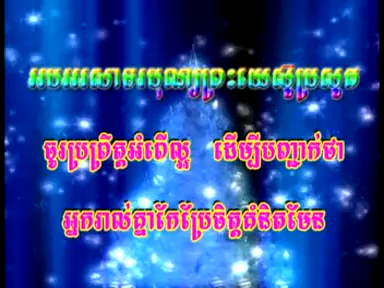 អបអរសាទរបុណ្យព្រះយេស៊ូប្រសូត
ចូរប្រព្រឹត្តអំពើល្អ ដើម្បីបញ្ជាក់ថា
អ្នករាល់គ្នាកែប្រែចិត្តគំនិតមែន